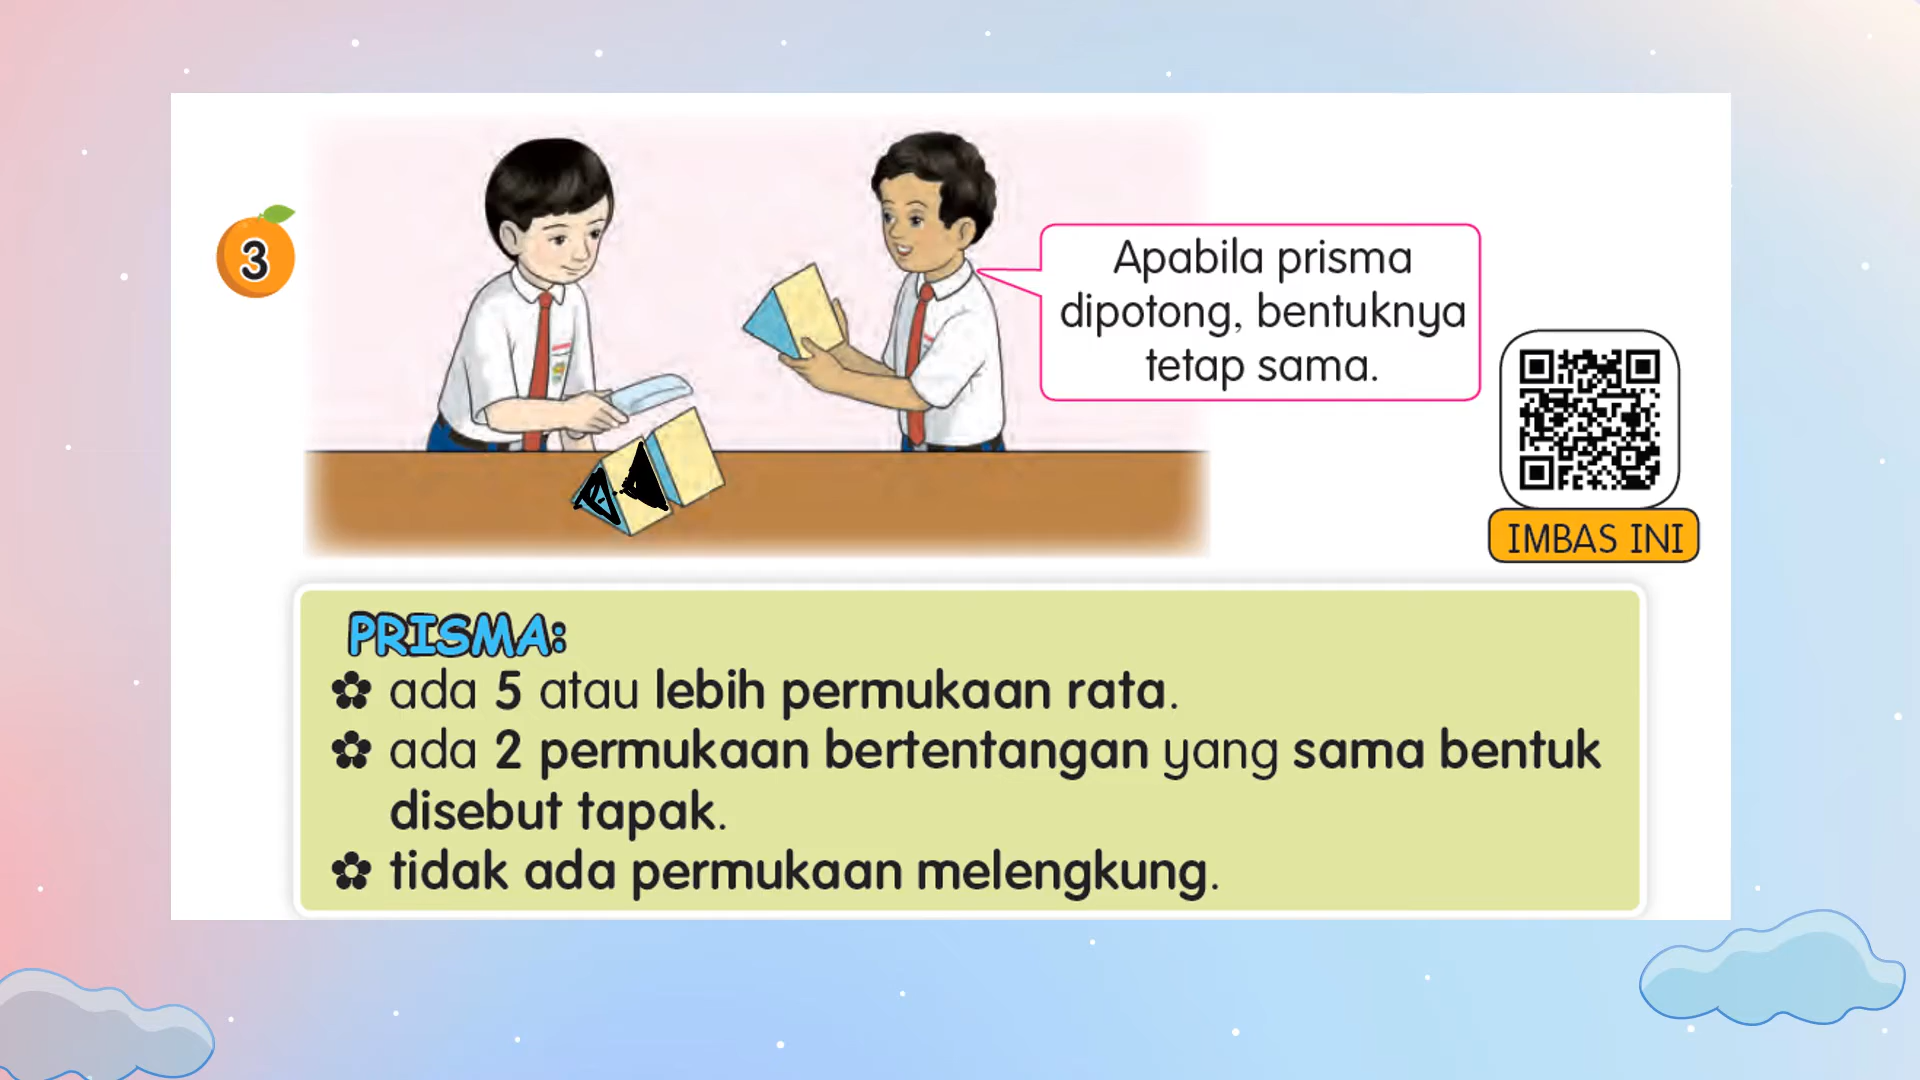 3
Apabila prisma
dipotong, bentuknya
tetap sama.
IMBAS INI
PRISMA:
ada 5 atau lebih permukaan rata.
ada 2 permukaan bertentangan yang sama bentuk
disebut tapak.
tidak ada permukaan melengkung.